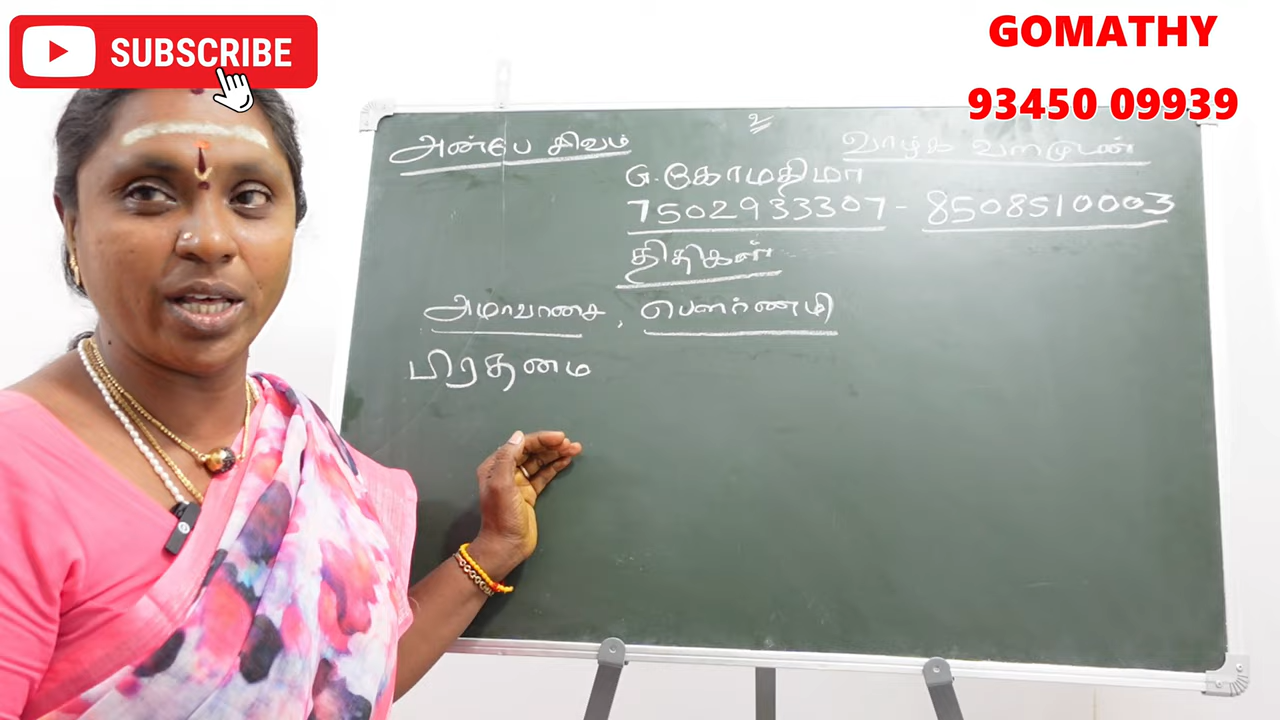 SUBSCRIBE
GOMATHY
93450 09939
உ
அன்பே சிவம்
வாழ்க வளமுடன்
G.கோமதிமா
7502933307 - 8508510003
திதிகள்
அமாவாசை, பௌர்ணமி
பிரதமை